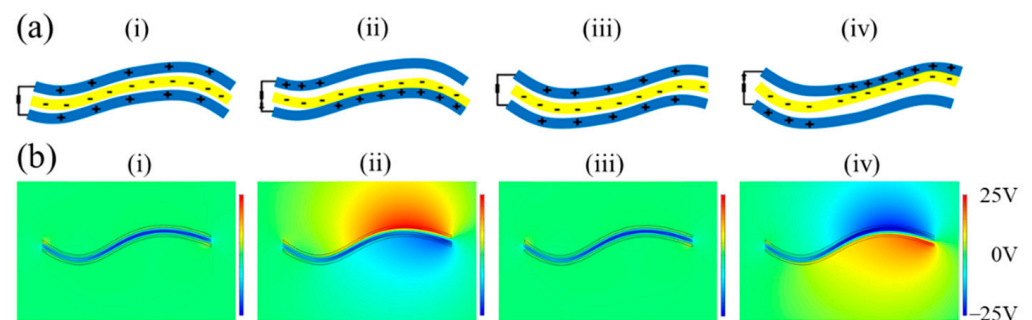 (a) (i) (ii) (iii) (iv)
(b) (i) (ii) (iii) (iv)
25V
0V
-25V